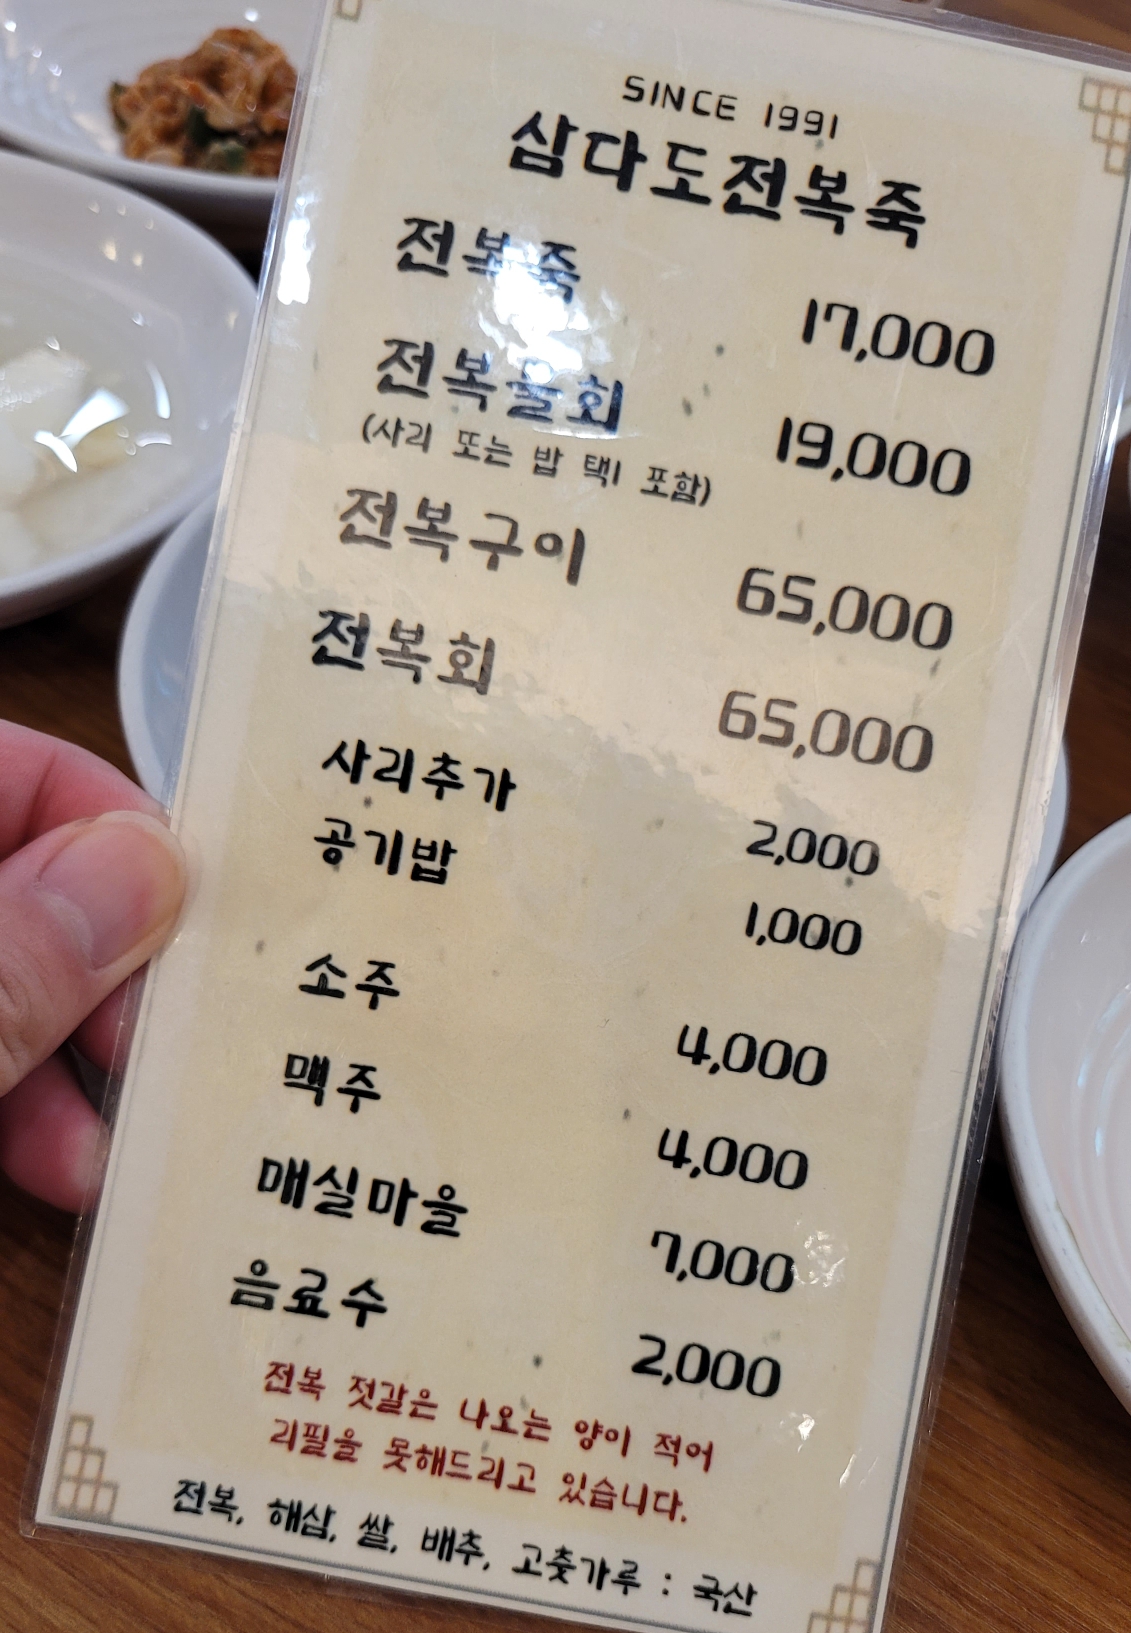 SINCE 1991
삼다도전복죽
전복죽 17,000
전복물회 19,000
(사리 또는 밥 택1 포함)
전복구이 65,000
전복회 65,000
사리추가 2,000
공기밥 1,000
소주 4,000
맥주 4,000
매실마을 7,000
음료수 2,000
전복 젓갈은 나오는 양이 적어
리필을 못해드리고 있습니다.
전복, 해삼, 쌀, 배추, 고춧가루 : 국산